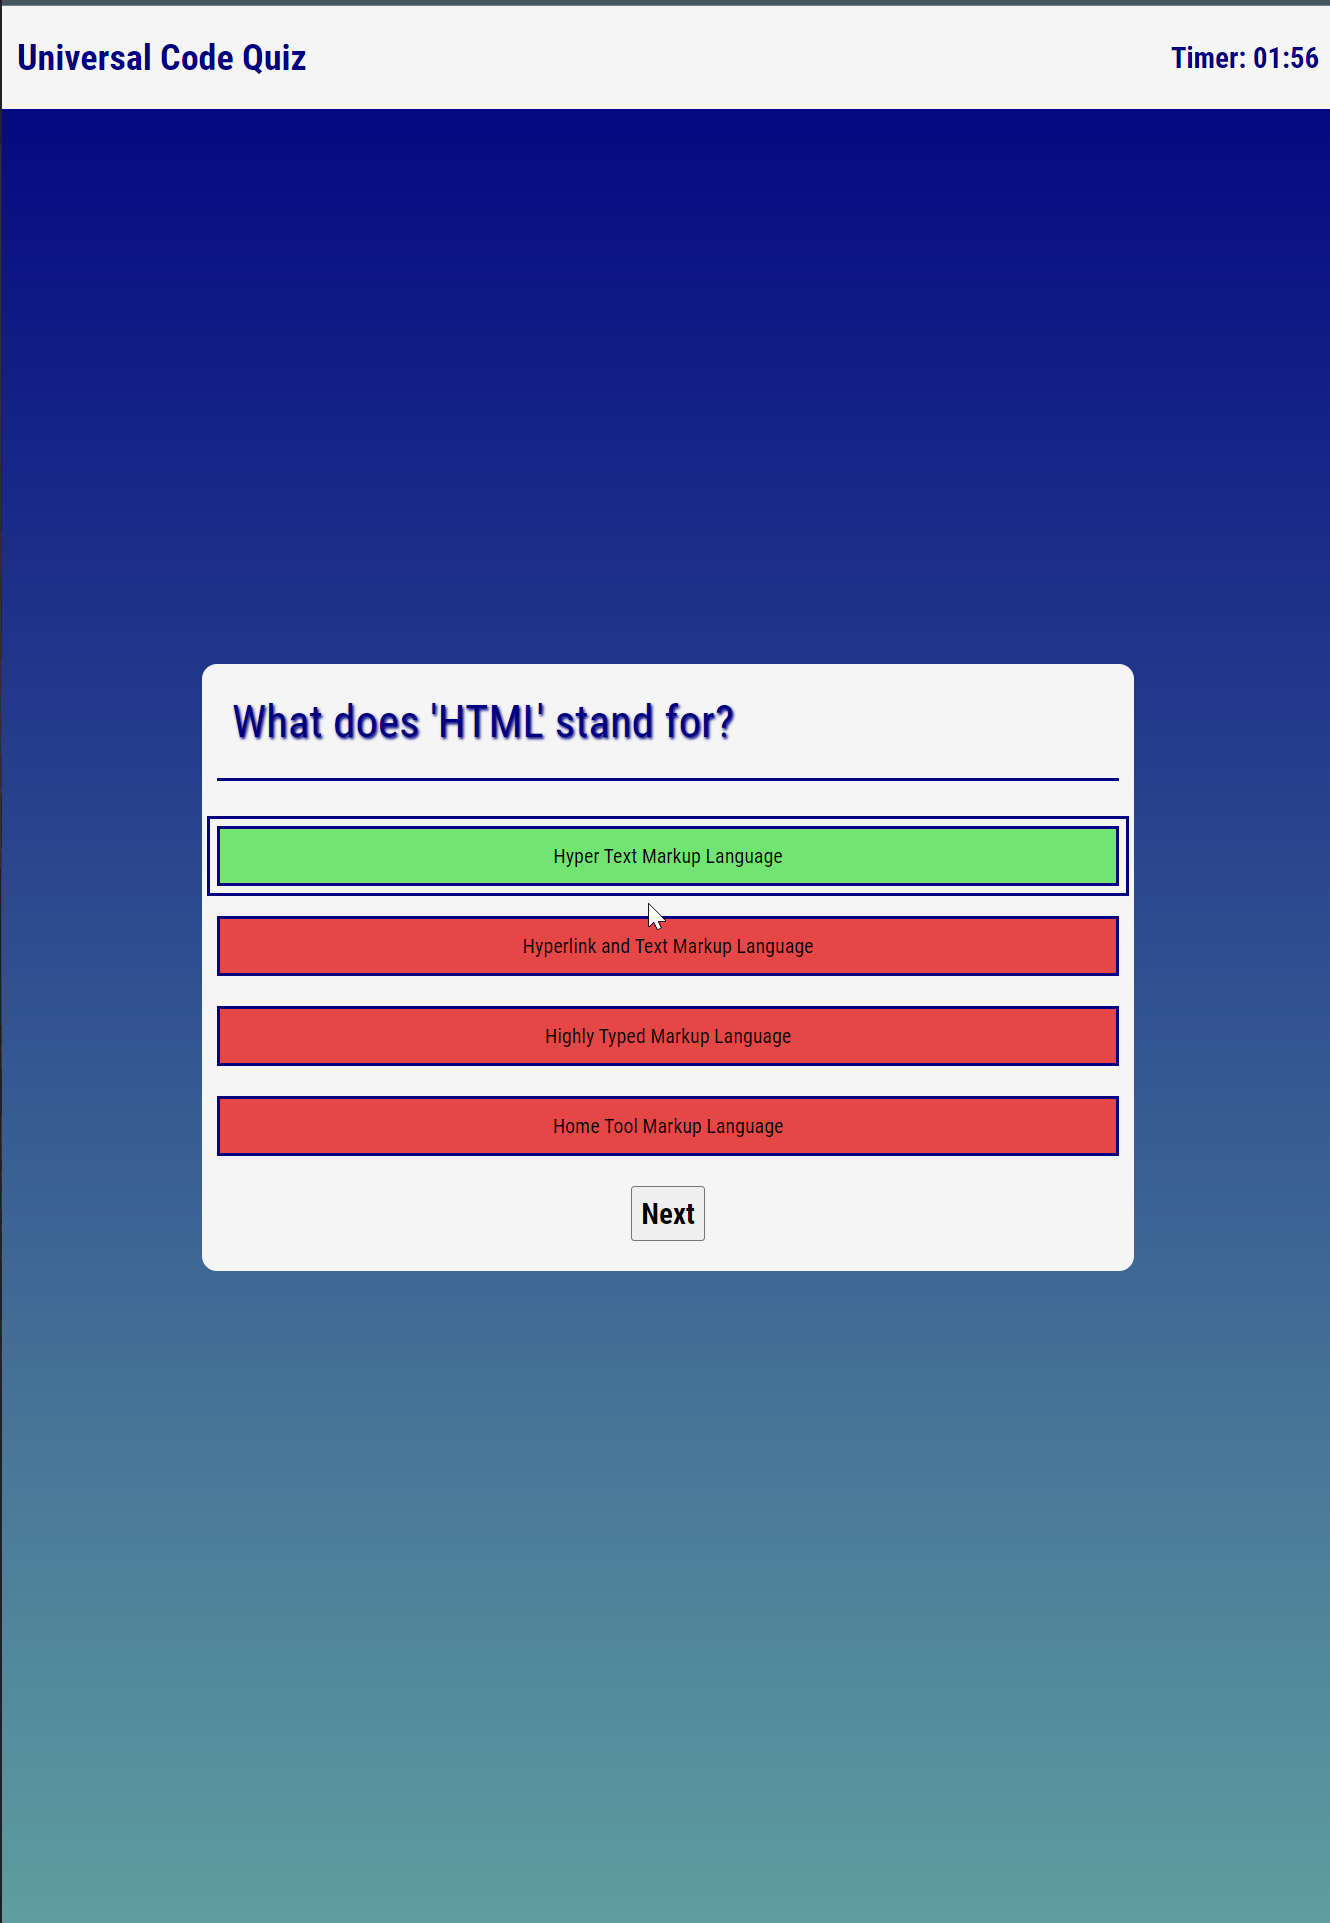 Universal Code Quiz
Timer: 01:56
What does 'HTML' stand for?
Hyper Text Markup Language
Hyperlink and Text Markup Language
Highly Typed Markup Language
Home Tool Markup Language
Next